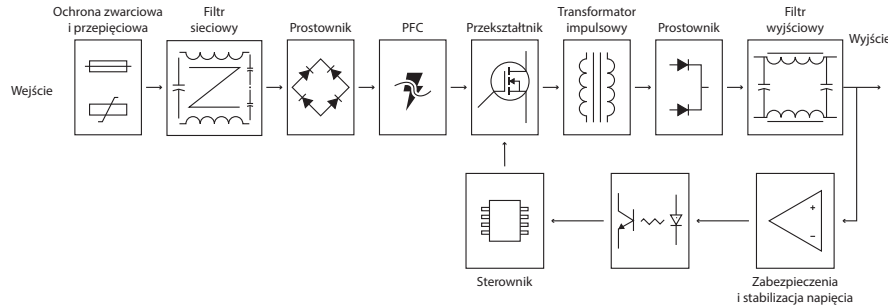 Ochrona zwarciowa
i przepięciowa
Filtr
sieciowy
Prostownik
PFC
Przekształtnik
Transformator
impulsowy
Prostownik
Filtr
wyjściowy
Wyjście
Wejście
Sterownik
Zabezpieczenia
i stabilizacja napięcia